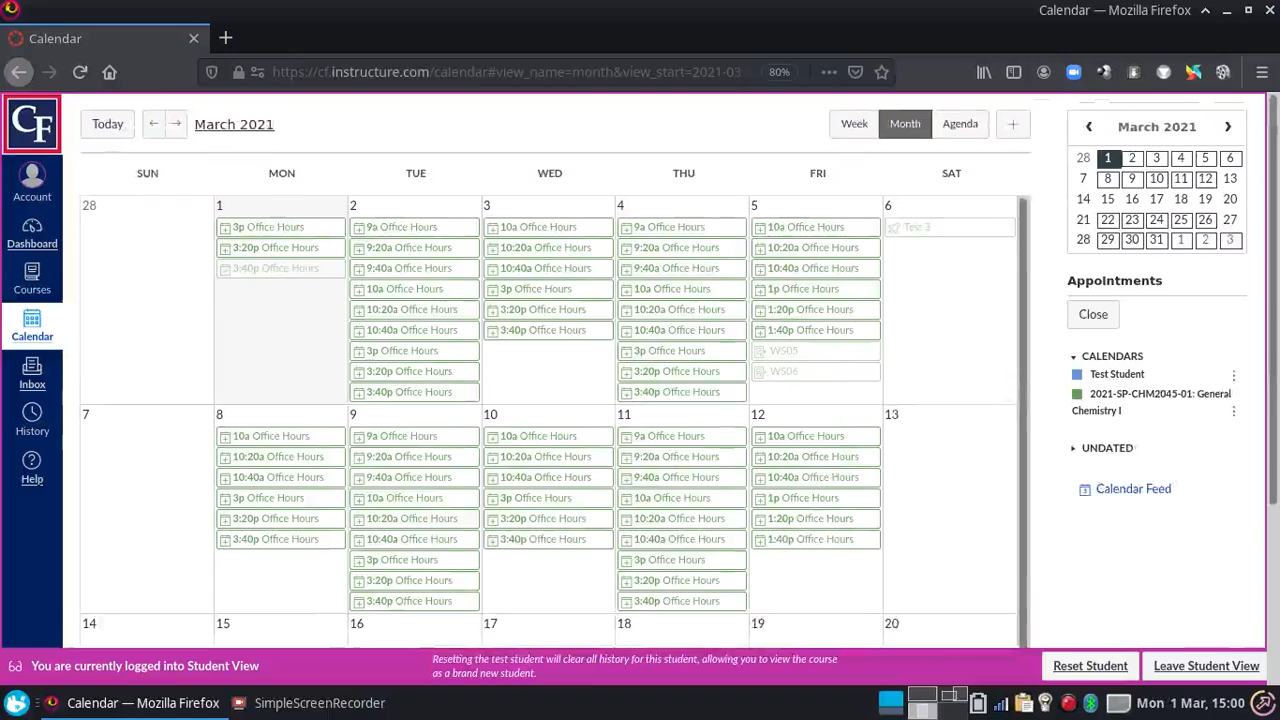 Calendar — Mozilla Firefox
Calendar
https://cf.instructure.com/calendar#view_name=month&view_start=2021-03
80%
CF
Account
Dashboard
Courses
Calendar
Inbox
History
Help
Today
March 2021
Week
Month
Agenda
SUN MON TUE WED THU FRI SAT
28 1 2 3 4 5 6
3p Office Hours 9a Office Hours 10a Office Hours 9a Office Hours 10a Office Hours Test 3
3:20p Office Hours 9:20a Office Hours 10:20a Office Hours 9:20a Office Hours 10:20a Office Hours
3:40p Office Hours 9:40a Office Hours 10:40a Office Hours 9:40a Office Hours 10:40a Office Hours
10a Office Hours 3p Office Hours 10a Office Hours 1p Office Hours
10:20a Office Hours 3:20p Office Hours 10:20a Office Hours 1:20p Office Hours
10:40a Office Hours 3:40p Office Hours 10:40a Office Hours 1:40p Office Hours
3p Office Hours 3p Office Hours WS05
3:20p Office Hours 3:20p Office Hours WS06
3:40p Office Hours 3:40p Office Hours
7 8 9 10 11 12 13
10a Office Hours 9a Office Hours 10a Office Hours 9a Office Hours 10a Office Hours
10:20a Office Hours 9:20a Office Hours 10:20a Office Hours 9:20a Office Hours 10:20a Office Hours
10:40a Office Hours 9:40a Office Hours 10:40a Office Hours 9:40a Office Hours 10:40a Office Hours
3p Office Hours 10a Office Hours 3p Office Hours 10a Office Hours 1p Office Hours
3:20p Office Hours 10:20a Office Hours 3:20p Office Hours 10:20a Office Hours 1:20p Office Hours
3:40p Office Hours 10:40a Office Hours 3:40p Office Hours 10:40a Office Hours 1:40p Office Hours
3p Office Hours 3p Office Hours
3:20p Office Hours 3:20p Office Hours
3:40p Office Hours 3:40p Office Hours
14 15 16 17 18 19 20
March 2021
28 1 2 3 4 5 6
7 8 9 10 11 12 13
14 15 16 17 18 19 20
21 22 23 24 25 26 27
28 29 30 31 1 2 3
Appointments
Close
CALENDARS
Test Student
2021-SP-CHM2045-01: General
Chemistry I
UNDATED
Calendar Feed
You are currently logged into Student View
Resetting the test student will clear all history for this student, allowing you to view the course
as a brand new student.
Reset Student
Leave Student View
Calendar — Mozilla Firefox
SimpleScreenRecorder
Mon 1 Mar, 15:00